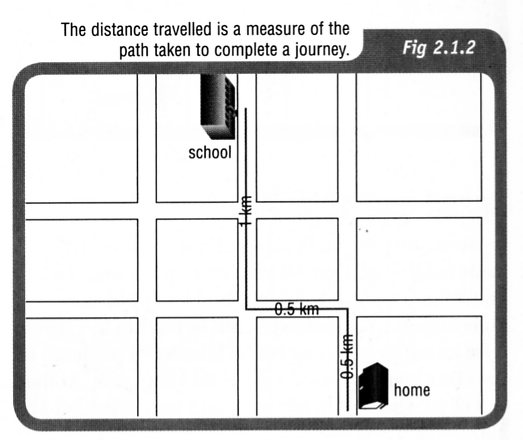 The distance travelled is a measure of the
path taken to complete a journey.
Fig 2.1.2
school
1 km
0.5 km
0.5 km
home